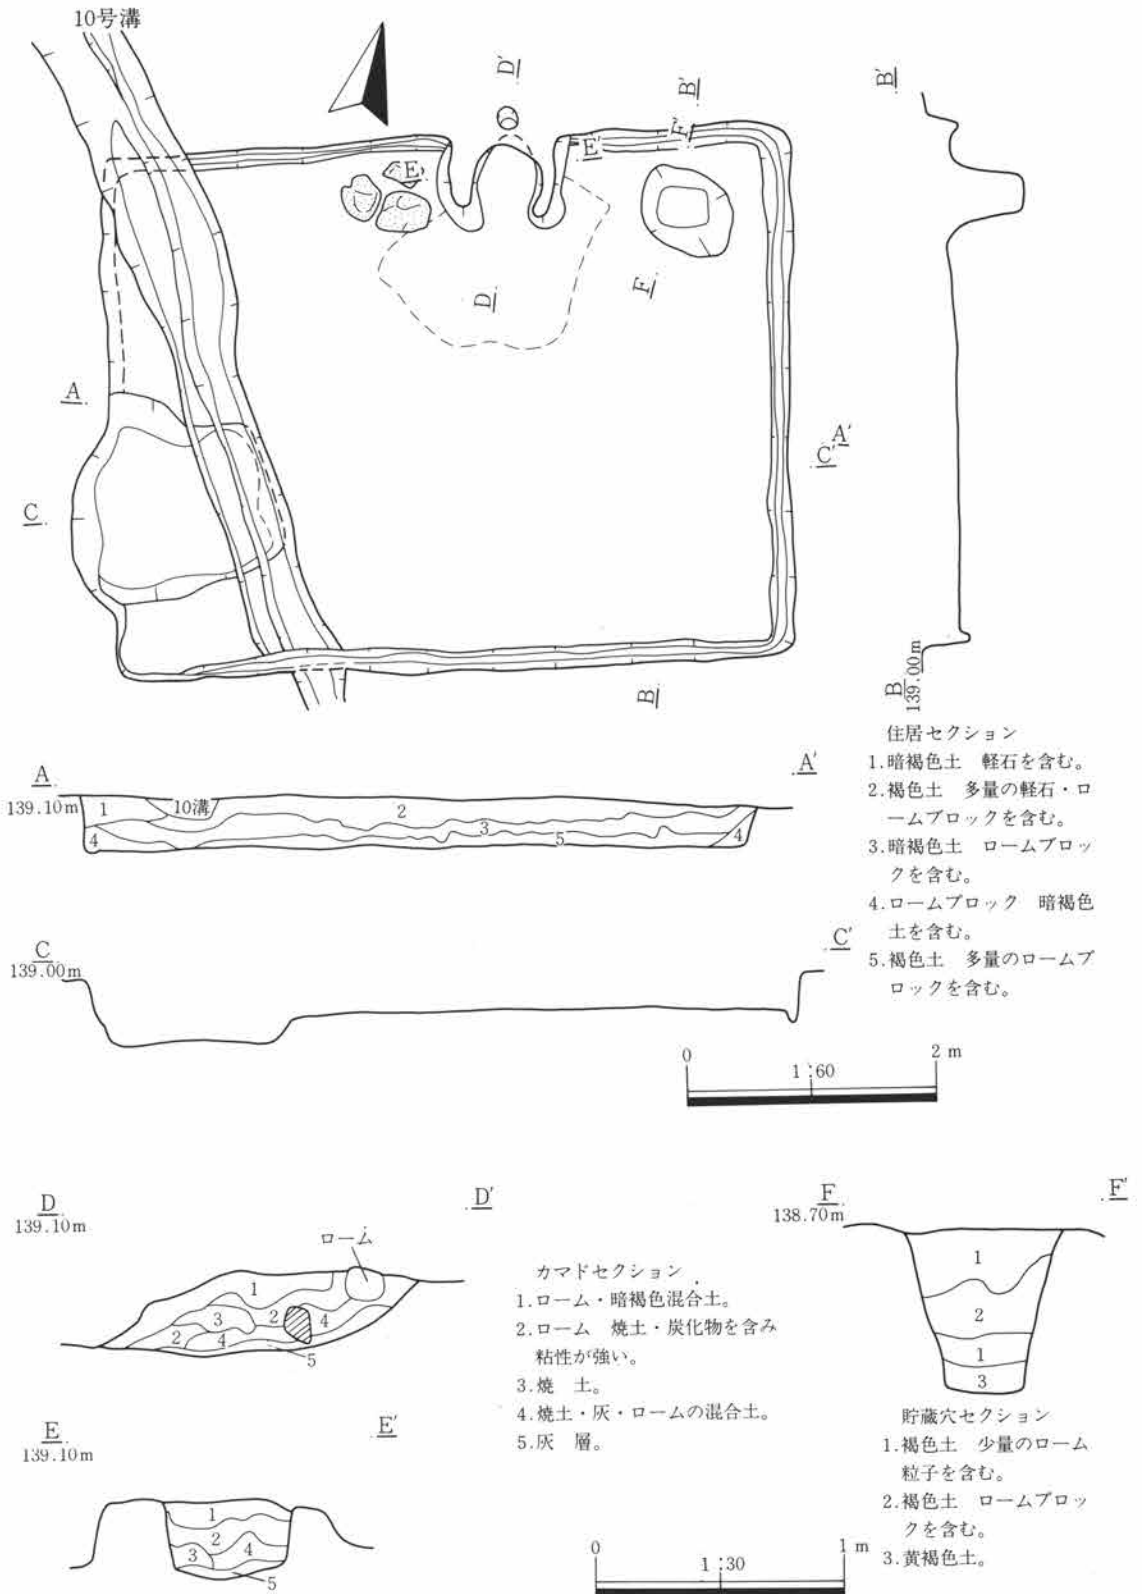 10号溝
D'
B'
B'
F'
E'
E
D
F
A
A'
C'
C
B
B
139.00m
住居セクション
1.暗褐色土　軽石を含む。
2.褐色土　多量の軽石・ロ
ームブロックを含む。
3.暗褐色土　ロームブロッ
クを含む。
4.ロームブロック　暗褐色
土を含む。
5.褐色土　多量のロームブ
ロックを含む。
A
A'
139.10m
1
10溝
2
3
4
5
4
C
C'
139.00m
0
2 m
1:60
D
D'
139.10m
ローム
1
3
2
2
4
4
5
カマドセクション
1.ローム・暗褐色混合土。
2.ローム　焼土・炭化物を含み
粘性が強い。
3.焼　土。
4.焼土・灰・ロームの混合土。
5.灰　層。
F
F'
138.70m
1
2
1
3
貯蔵穴セクション
1.褐色土　少量のローム
粒子を含む。
2.褐色土　ロームブロッ
クを含む。
3.黄褐色土。
E
E'
139.10m
1
2
3
4
5
0
1 m
1:30